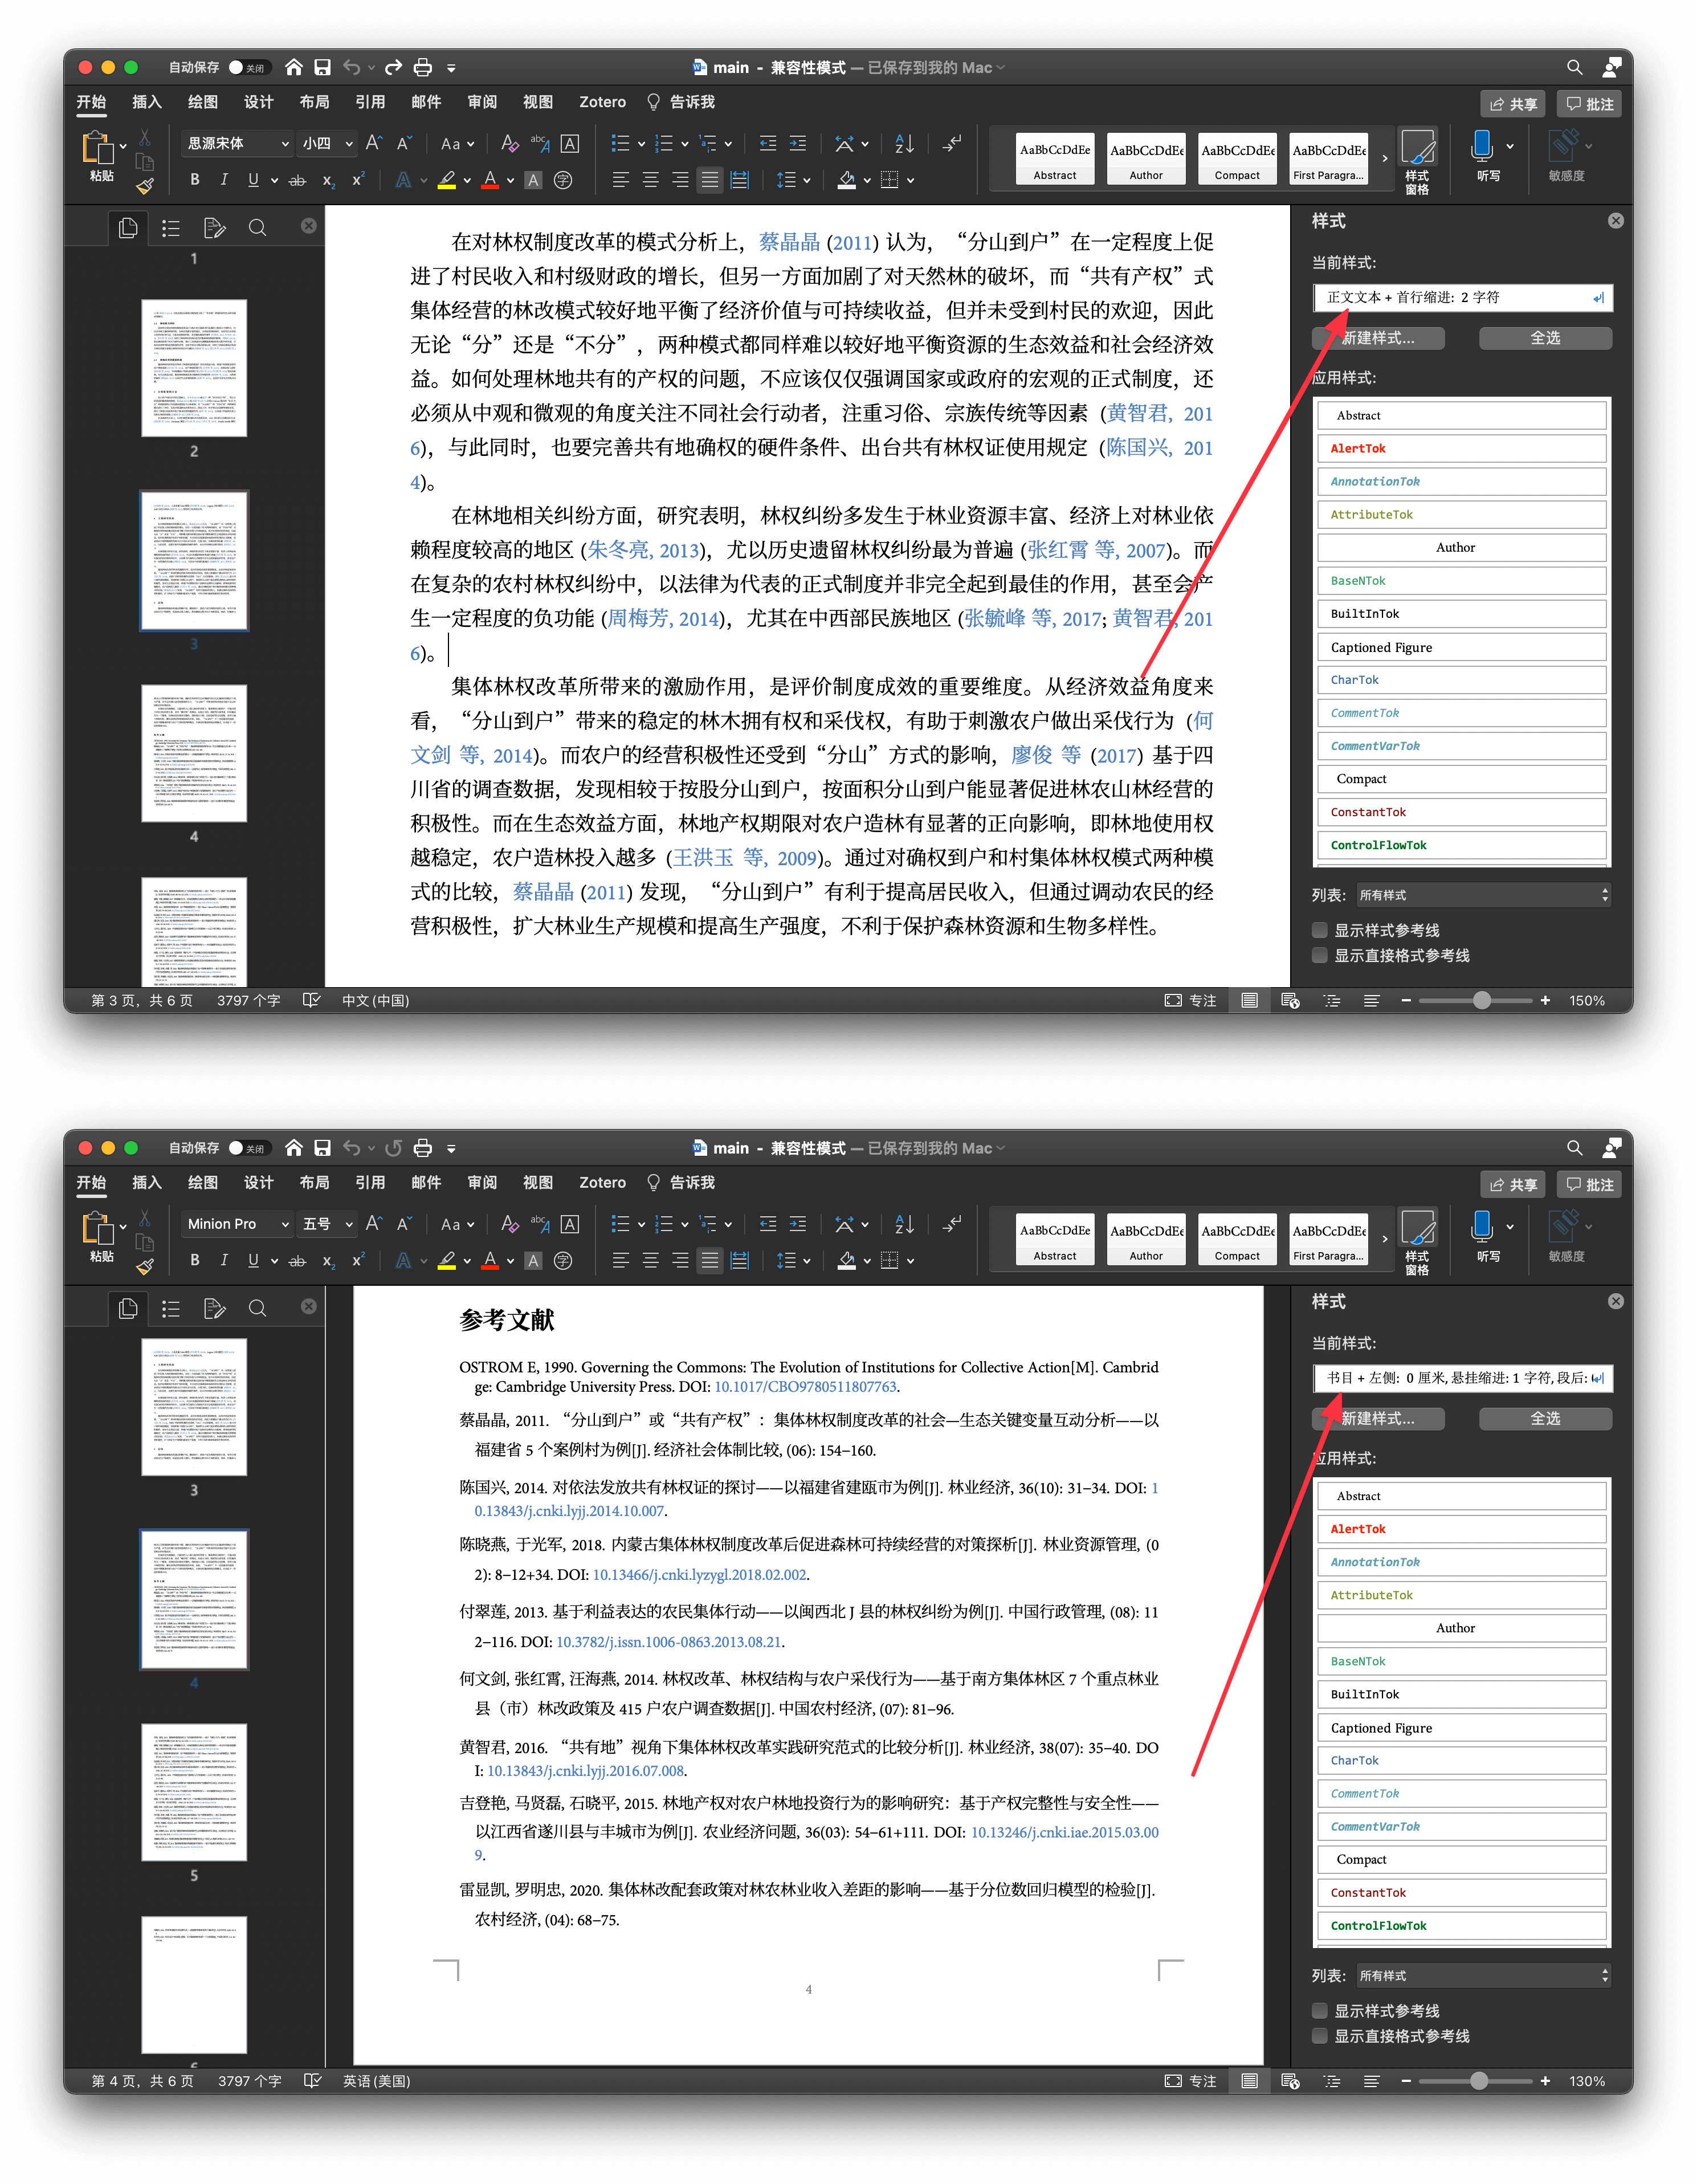 自动保存 关闭 main - 兼容性模式 — 已保存到我的 Mac
开始 插入 绘图 设计 布局 引用 邮件 审阅 视图 Zotero 告诉我 共享 批注
粘贴 思源宋体 小四 Aa
AaBbCcDdEe AaBbCcDdEe AaBbCcDdEe AaBbCcDdEe
Abstract Author Compact First Paragra...
样式
窗格
听写 敏感度
1
2
3
4
在对林权制度改革的模式分析上，蔡晶晶 (2011) 认为，“分山到户”在一定程度上促
进了村民收入和村级财政的增长，但另一方面加剧了对天然林的破坏，而“共有产权”式
集体经营的林改模式较好地平衡了经济价值与可持续收益，但并未受到村民的欢迎，因此
无论“分”还是“不分”，两种模式都同样难以较好地平衡资源的生态效益和社会经济效
益。如何处理林地共有的产权的问题，不应该仅仅强调国家或政府的宏观的正式制度，还
必须从中观和微观的角度关注不同社会行动者，注重习俗、宗族传统等因素 (黄智君, 201
6)，与此同时，也要完善共有地确权的硬件条件、出台共有林权证使用规定 (陈国兴, 201
4)。
在林地相关纠纷方面，研究表明，林权纠纷多发生于林业资源丰富、经济上对林业依
赖程度较高的地区 (朱冬亮, 2013)，尤以历史遗留林权纠纷最为普遍 (张红霄 等, 2007)。而
在复杂的农村林权纠纷中，以法律为代表的正式制度并非完全起到最佳的作用，甚至会产
生一定程度的负功能 (周梅芳, 2014)，尤其在中西部民族地区 (张毓峰 等, 2017; 黄智君, 201
6)。
集体林权改革所带来的激励作用，是评价制度成效的重要维度。从经济效益角度来
看，“分山到户”带来的稳定的林木拥有权和采伐权，有助于刺激农户做出采伐行为 (何
文剑 等, 2014)。而农户的经营积极性还受到“分山”方式的影响，廖俊 等 (2017) 基于四
川省的调查数据，发现相较于按股分山到户，按面积分山到户能显著促进林农山林经营的
积极性。而在生态效益方面，林地产权期限对农户造林有显著的正向影响，即林地使用权
越稳定，农户造林投入越多 (王洪玉 等, 2009)。通过对确权到户和村集体林权模式两种模
式的比较，蔡晶晶 (2011) 发现，“分山到户”有利于提高居民收入，但通过调动农民的经
营积极性，扩大林业生产规模和提高生产强度，不利于保护森林资源和生物多样性。
样式
当前样式:
正文文本 + 首行缩进: 2 字符
新建样式... 全选
应用样式:
Abstract
AlertTok
AnnotationTok
AttributeTok
Author
BaseNTok
BuiltInTok
Captioned Figure
CharTok
CommentTok
CommentVarTok
Compact
ConstantTok
ControlFlowTok
列表: 所有样式
显示样式参考线
显示直接格式参考线
第 3 页，共 6 页 3797 个字 中文 (中国) 专注 150%
自动保存 关闭 main - 兼容性模式 — 已保存到我的 Mac
开始 插入 绘图 设计 布局 引用 邮件 审阅 视图 Zotero 告诉我 共享 批注
粘贴 Minion Pro 五号 Aa
AaBbCcDdEe AaBbCcDdEe AaBbCcDdEe AaBbCcDdEe
Abstract Author Compact First Paragra...
样式
窗格
听写 敏感度
3
4
5
参考文献
OSTROM E, 1990. Governing the Commons: The Evolution of Institutions for Collective Action[M]. Cambrid
ge: Cambridge University Press. DOI: 10.1017/CBO9780511807763.
蔡晶晶, 2011. “分山到户”或“共有产权”：集体林权制度改革的社会—生态关键变量互动分析——以
福建省 5 个案例村为例[J]. 经济社会体制比较, (06): 154–160.
陈国兴, 2014. 对依法发放共有林权证的探讨——以福建省建瓯市为例[J]. 林业经济, 36(10): 31–34. DOI: 1
0.13843/j.cnki.lyjj.2014.10.007.
陈晓燕, 于光军, 2018. 内蒙古集体林权制度改革后促进森林可持续经营的对策探析[J]. 林业资源管理, (0
2): 8–12+34. DOI: 10.13466/j.cnki.lyzygl.2018.02.002.
付翠莲, 2013. 基于利益表达的农民集体行动——以闽西北 J 县的林权纠纷为例[J]. 中国行政管理, (08): 11
2–116. DOI: 10.3782/j.issn.1006-0863.2013.08.21.
何文剑, 张红霄, 汪海燕, 2014. 林权改革、林权结构与农户采伐行为——基于南方集体林区 7 个重点林业
县（市）林改政策及 415 户农户调查数据[J]. 中国农村经济, (07): 81–96.
黄智君, 2016. “共有地”视角下集体林权改革实践研究范式的比较分析[J]. 林业经济, 38(07): 35–40. DO
I: 10.13843/j.cnki.lyjj.2016.07.008.
吉登艳, 马贤磊, 石晓平, 2015. 林地产权对农户林地投资行为的影响研究：基于产权完整性与安全性——
以江西省遂川县与丰城市为例[J]. 农业经济问题, 36(03): 54–61+111. DOI: 10.13246/j.cnki.iae.2015.03.00
9.
雷显凯, 罗明忠, 2020. 集体林改配套政策对林农林业收入差距的影响——基于分位数回归模型的检验[J].
农村经济, (04): 68–75.
4
样式
当前样式:
书目 + 左侧: 0 厘米, 悬挂缩进: 1 字符, 段后:
新建样式... 全选
应用样式:
Abstract
AlertTok
AnnotationTok
AttributeTok
Author
BaseNTok
BuiltInTok
Captioned Figure
CharTok
CommentTok
CommentVarTok
Compact
ConstantTok
ControlFlowTok
列表: 所有样式
显示样式参考线
显示直接格式参考线
第 4 页，共 6 页 3797 个字 英语 (美国) 专注 130%